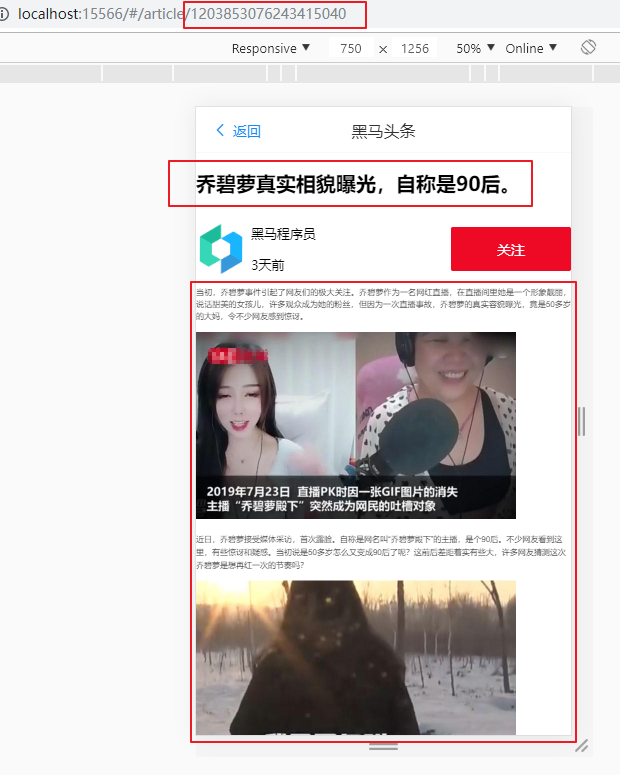 localhost:15566/#/article/1203853076243415040
Responsive ▼ 750 × 1256 50% ▼ Online ▼
返回 黑马头条
乔碧萝真实相貌曝光，自称是90后。
黑马程序员
3天前
关注
当初，乔碧萝事件引起了网友们的极大关注。乔碧萝作为一名网红直播，在直播间里她是一个形象靓丽，
说话甜美的女孩儿，许多观众成为她的粉丝，但因为一次直播事故，乔碧萝的真实容貌曝光，竟是50多岁
的大妈，令不少网友感到惊讶。
2019年7月23日 直播PK时因一张GIF图片的消失
主播“乔碧萝殿下”突然成为网民的吐槽对象
近日，乔碧萝接受媒体采访，首次露脸。自称是网名叫“乔碧萝殿下”的主播，是个90后。不少网友看到这
里，有些惊讶和疑惑。当初说是50多岁怎么又变成90后了呢？这前后差距着实有些大，许多网友猜测这次
乔碧萝是想再红一次的节奏吗？